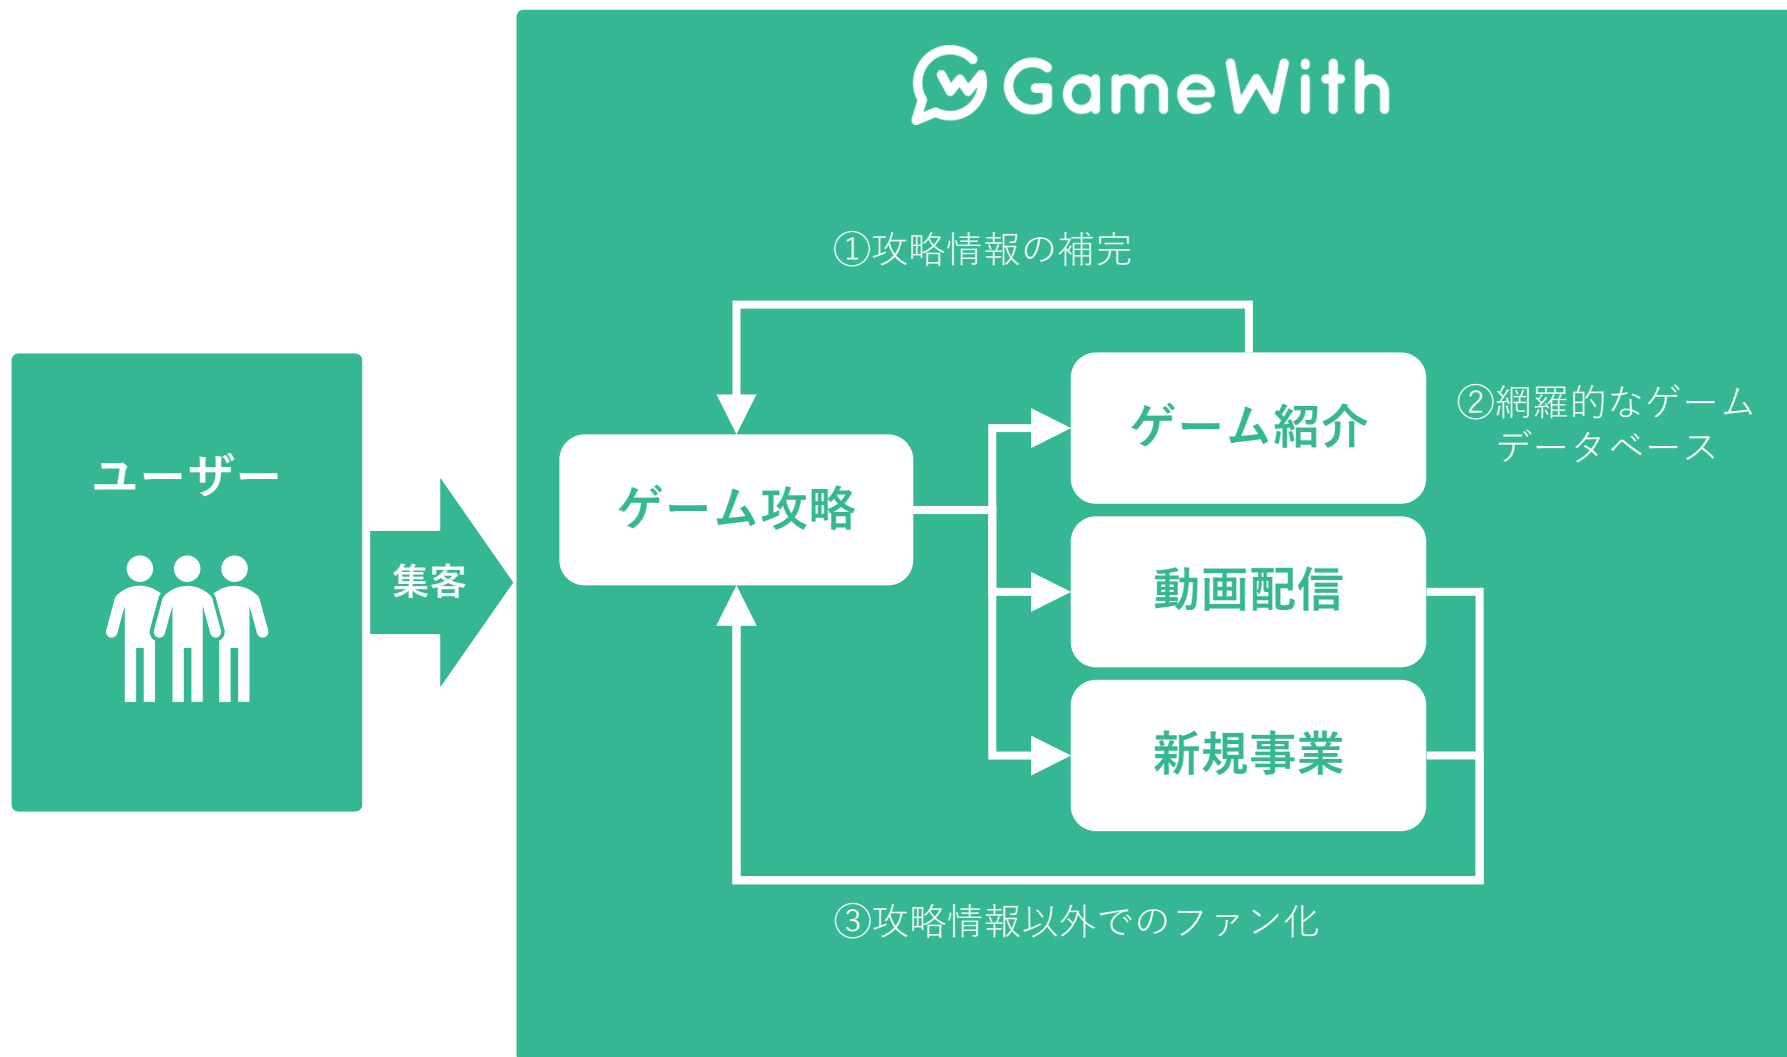 GameWith
①攻略情報の補完
ユーザー
集客
ゲーム攻略
ゲーム紹介
②網羅的なゲーム
データベース
動画配信
新規事業
③攻略情報以外でのファン化